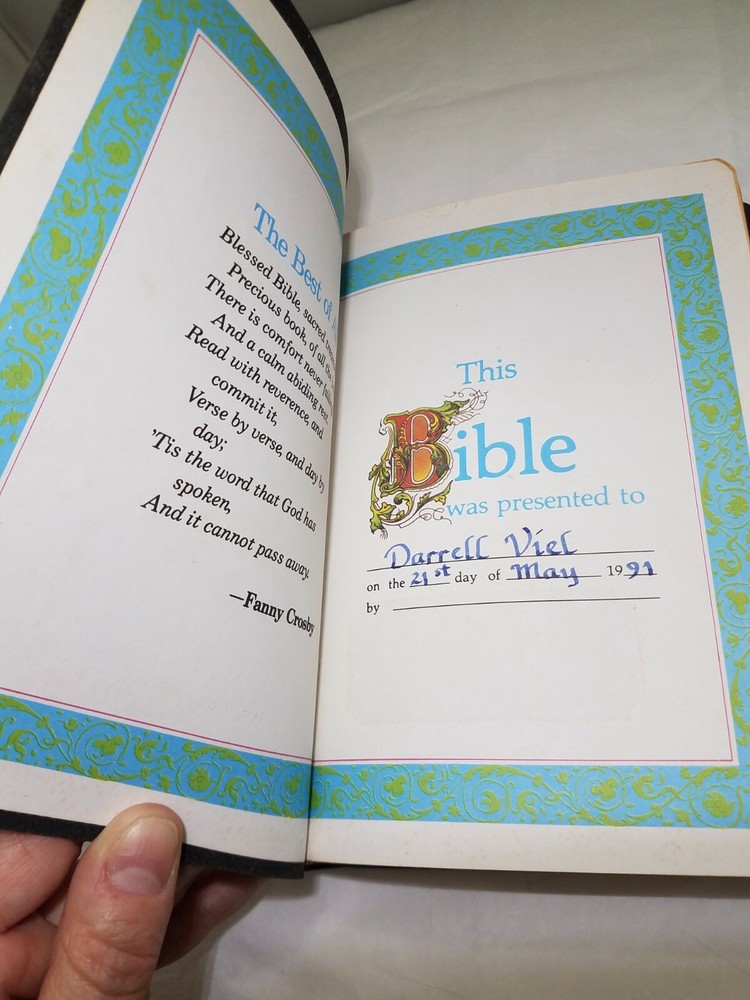 The Best of
Blessed Bible, sacred
Precious book, of all the
There is comfort never
And a calm abiding rest.
Read with reverence, and
commit it,
Verse by verse, and day by
day;
'Tis the word that God has
spoken,
And it cannot pass away.
—Fanny Crosby
This
Bible
was presented to
Darrell Viel
on the 21st day of May 1991
by